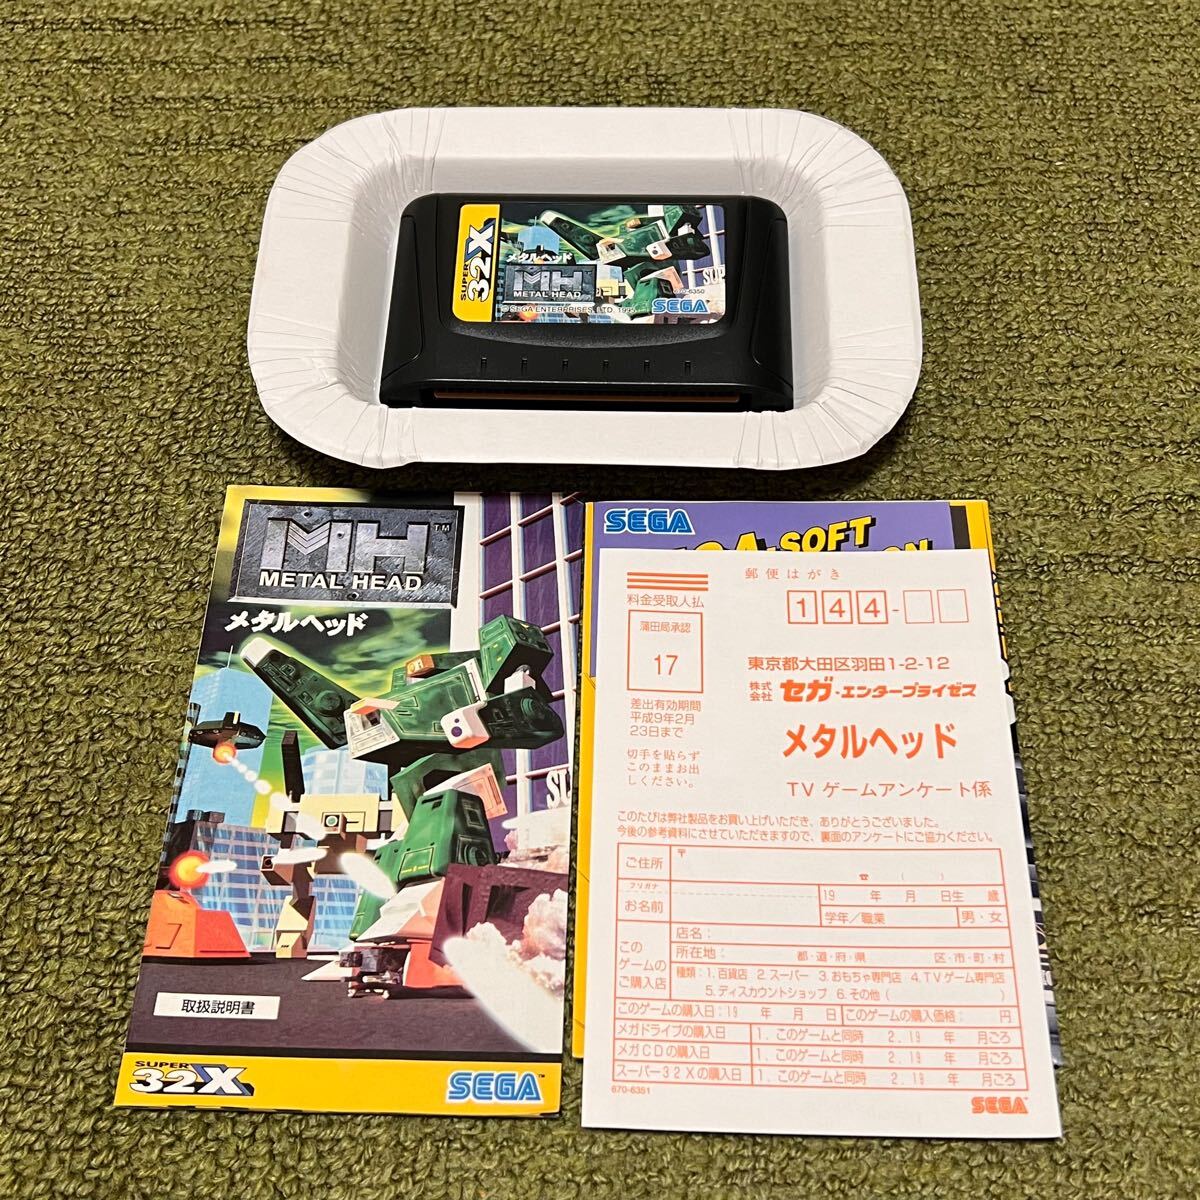 SUPER 32X
メタルヘッド
MH
METAL HEAD
670-6350
© SEGA ENTERPRISES, LTD. 1995
SEGA
MH™
METAL HEAD
メタルヘッド
取扱説明書
SUPER
32X
SEGA™
SEGA
SOFT
料金受取人払
蒲田局承認
17
差出有効期間
平成9年2月
23日まで
切手を貼らず
このままお出
しください。
郵便はがき
144-
東京都大田区羽田1-2-12
株式会社 セガ・エンタープライゼス
メタルヘッド
TVゲームアンケート係
このたびは弊社製品をお買い上げいただき、ありがとうございました。
今後の参考資料にさせていただきますので、裏面のアンケートにご協力ください。
ご住所 〒
☎ ( )
フリガナ
お名前
19 年 月 日生 歳
学年/職業 男・女
このゲームのご購入店
店名:
所在地: 都・道・府・県 区・市・町・村
種類:1.百貨店 2.スーパー 3.おもちゃ専門店 4.TVゲーム専門店
5.ディスカウントショップ 6.その他( )
このゲームの購入日:19 年 月 日 このゲームの購入価格: 円
メガドライブの購入日 1.このゲームと同時 2.19 年 月ごろ
メガCDの購入日 1.このゲームと同時 2.19 年 月ごろ
スーパー32Xの購入日 1.このゲームと同時 2.19 年 月ごろ
670-6351
SEGA